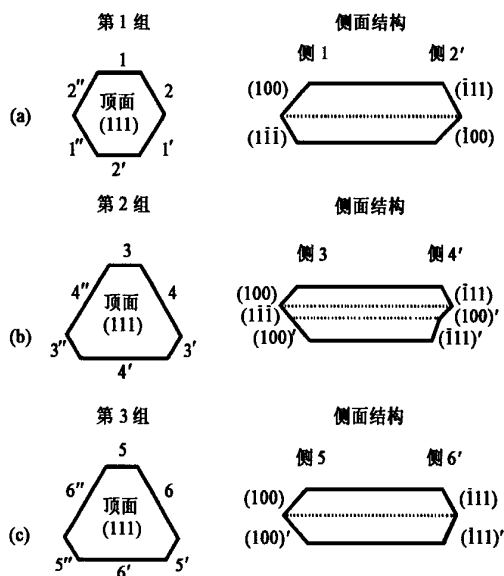 第1组
侧面结构
1
2
1′
2′
1″
2″
顶面
(111)
(a)
侧1
侧2′
(100)
(11̄1̄)
(1̄11)
(1̄00)
第2组
侧面结构
3
4
3′
4′
3″
4″
顶面
(111)
(b)
侧3
侧4′
(100)
(11̄1̄)
(100)′
(1̄11)
(100)′
(1̄11)′
第3组
侧面结构
5
6
5′
6′
5″
6″
顶面
(111)
(c)
侧5
侧6′
(100)
(100)′
(1̄11)
(1̄11)′